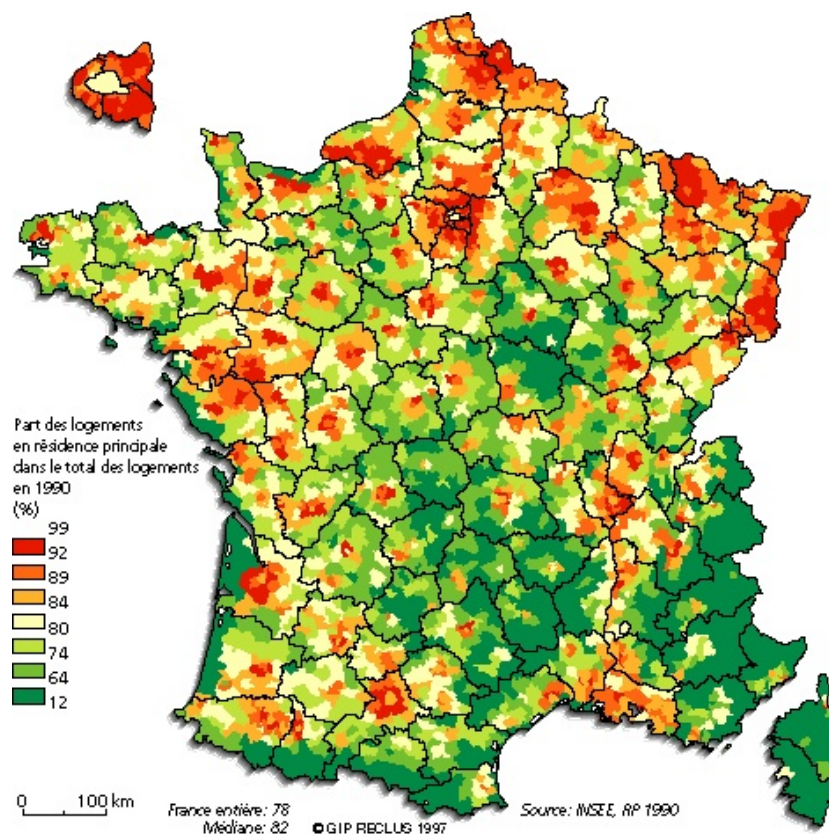 Part des logements
en résidence principale
dans le total des logements
en 1990
(%)
99
92
89
84
80
74
64
12
0 100 km
France entière: 78
Médiane: 82
© GIP RECLUS 1997
Source: INSEE, RP 1990